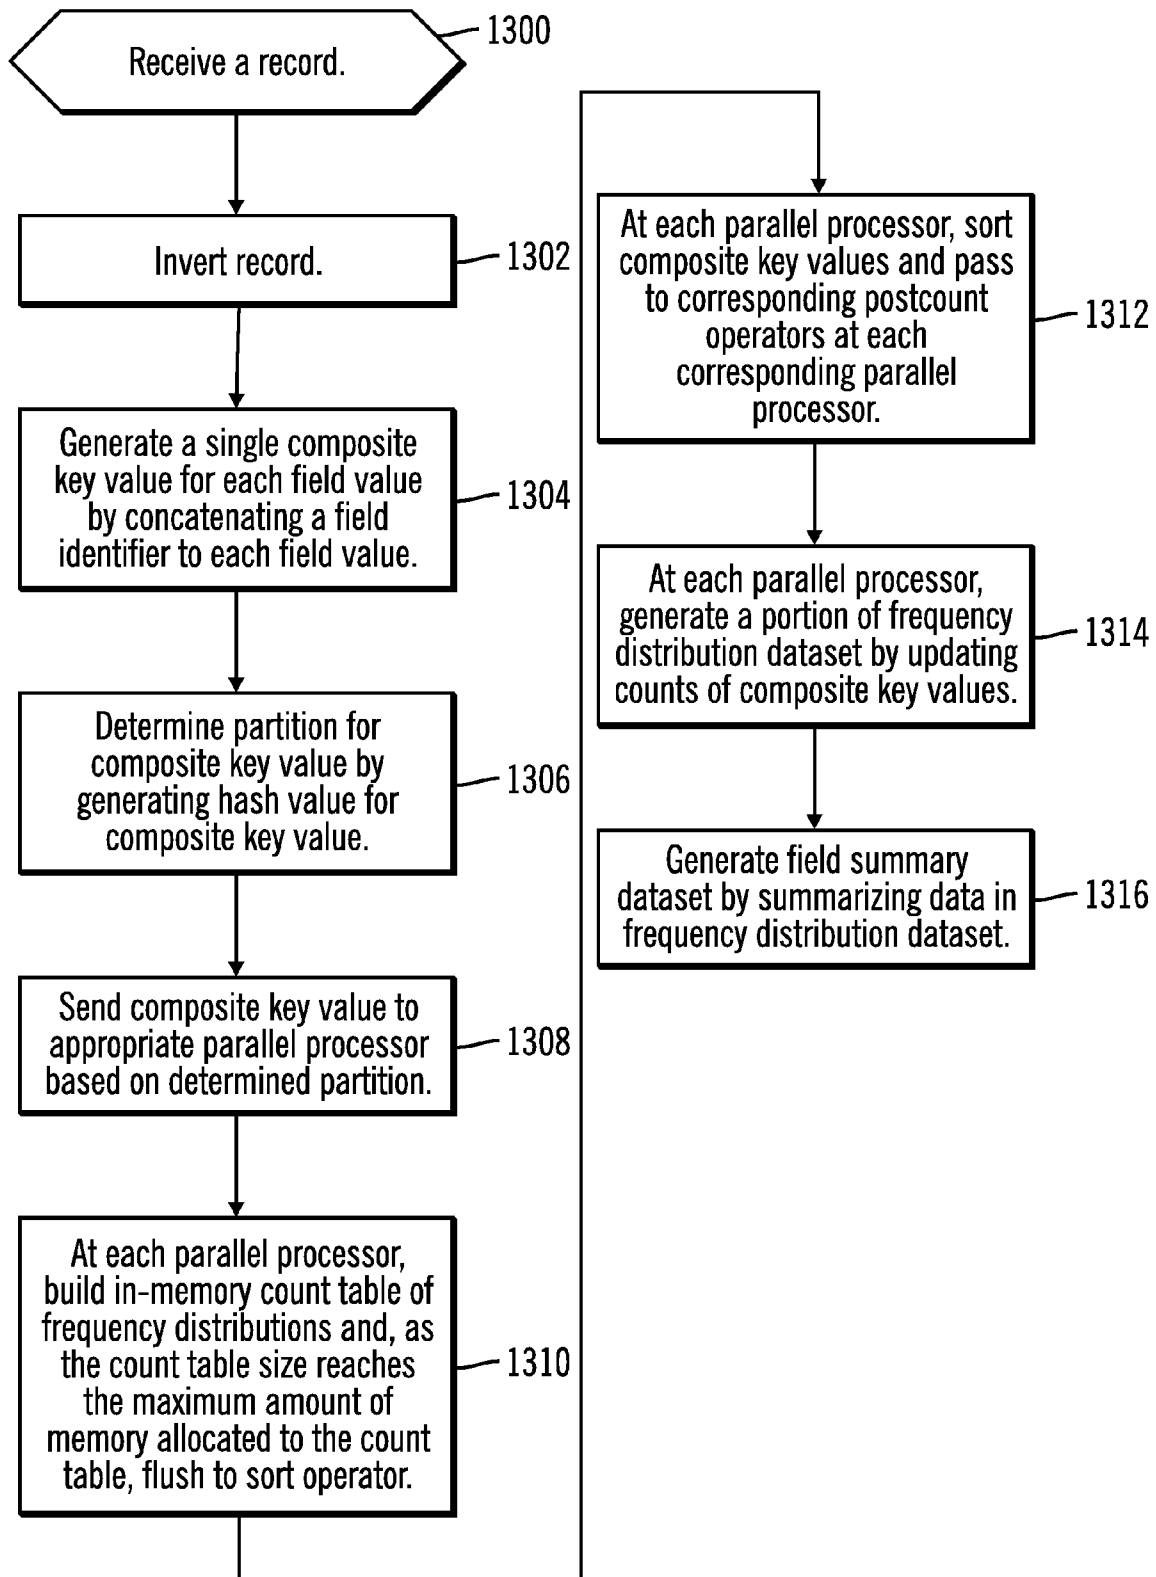 Receive a record.
1300
Invert record.
1302
Generate a single composite
key value for each field value
by concatenating a field
identifier to each field value.
1304
Determine partition for
composite key value by
generating hash value for
composite key value.
1306
Send composite key value to
appropriate parallel processor
based on determined partition.
1308
At each parallel processor,
build in-memory count table of
frequency distributions and, as
the count table size reaches
the maximum amount of
memory allocated to the count
table, flush to sort operator.
1310
At each parallel processor, sort
composite key values and pass
to corresponding postcount
operators at each
corresponding parallel
processor.
1312
At each parallel processor,
generate a portion of frequency
distribution dataset by updating
counts of composite key values.
1314
Generate field summary
dataset by summarizing data in
frequency distribution dataset.
1316